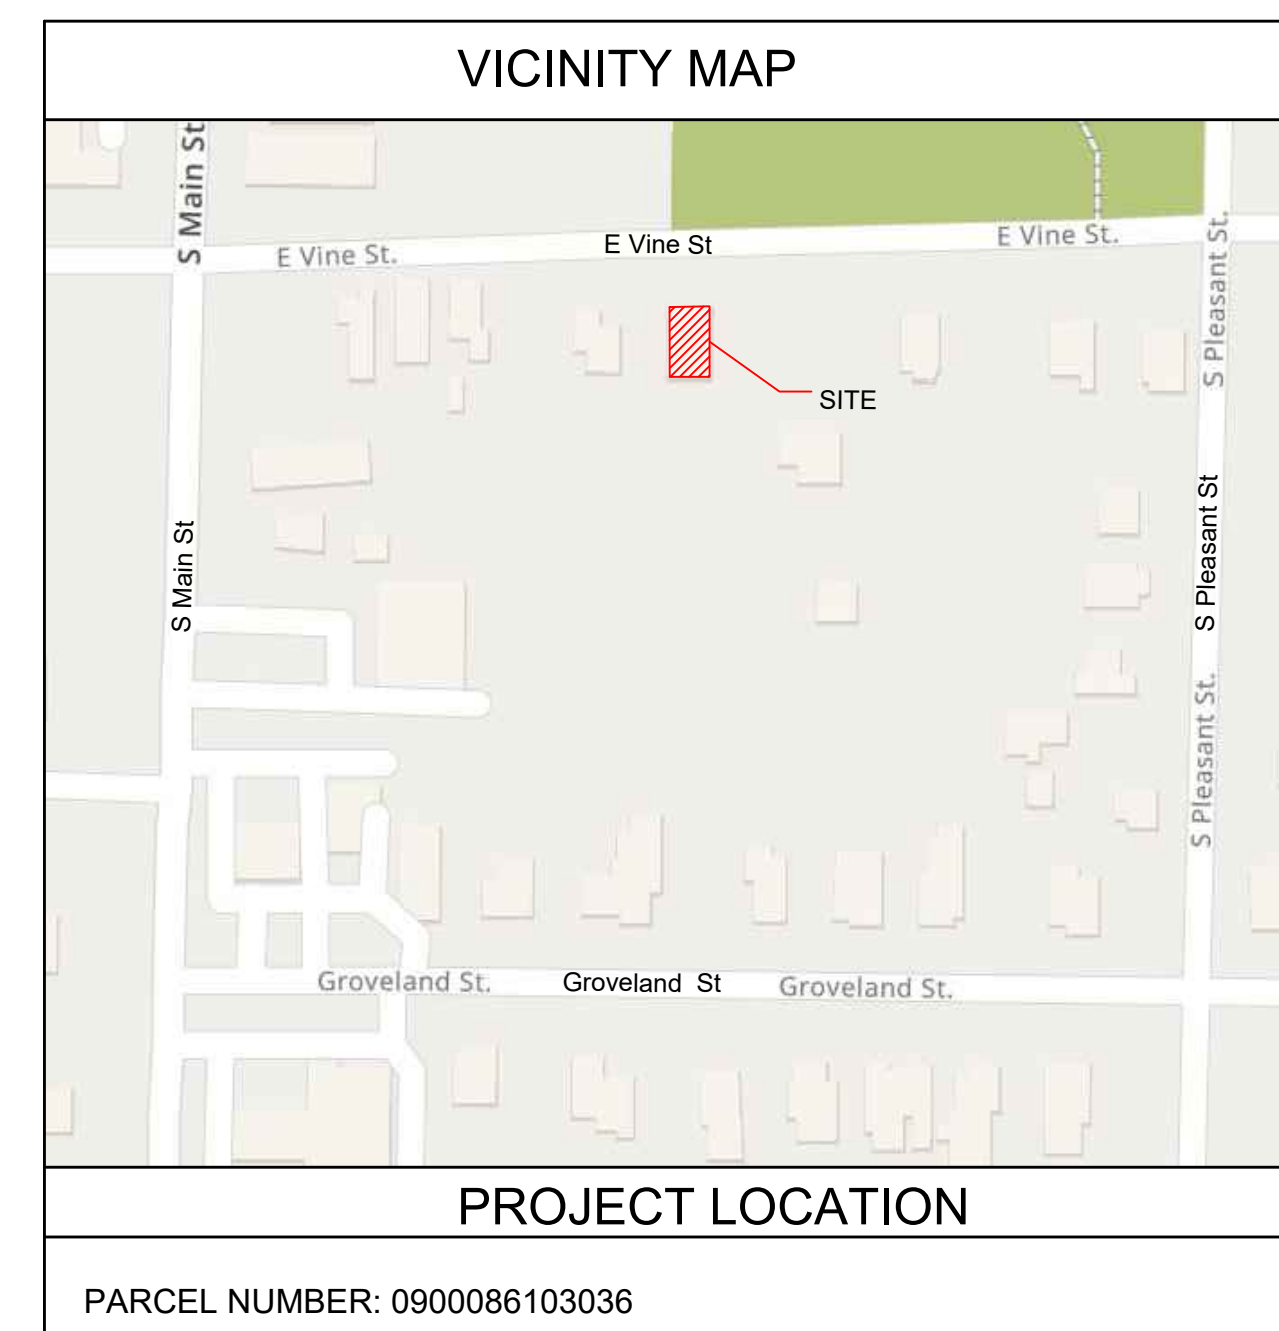 VICINITY MAP
S Main St
E Vine St.
E Vine St
E Vine St.
S Pleasant St.
SITE
S Main St
S Pleasant St
S Pleasant St.
Groveland St.
Groveland St
Groveland St.
PROJECT LOCATION
PARCEL NUMBER: 0900086103036